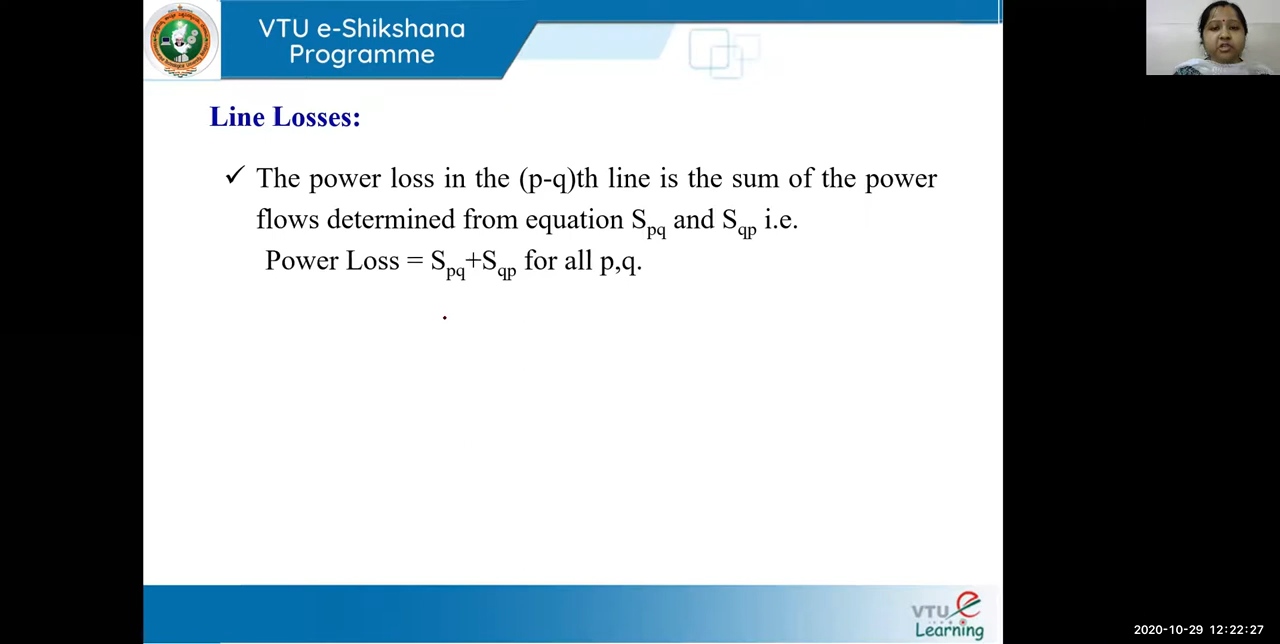 VTU e-Shikshana
Programme
Line Losses:
✓ The power loss in the (p-q)th line is the sum of the power
flows determined from equation Spq and Sqp i.e.
Power Loss = Spq+Sqp for all p,q.
VTU
Learning
2020-10-29 12:22:27